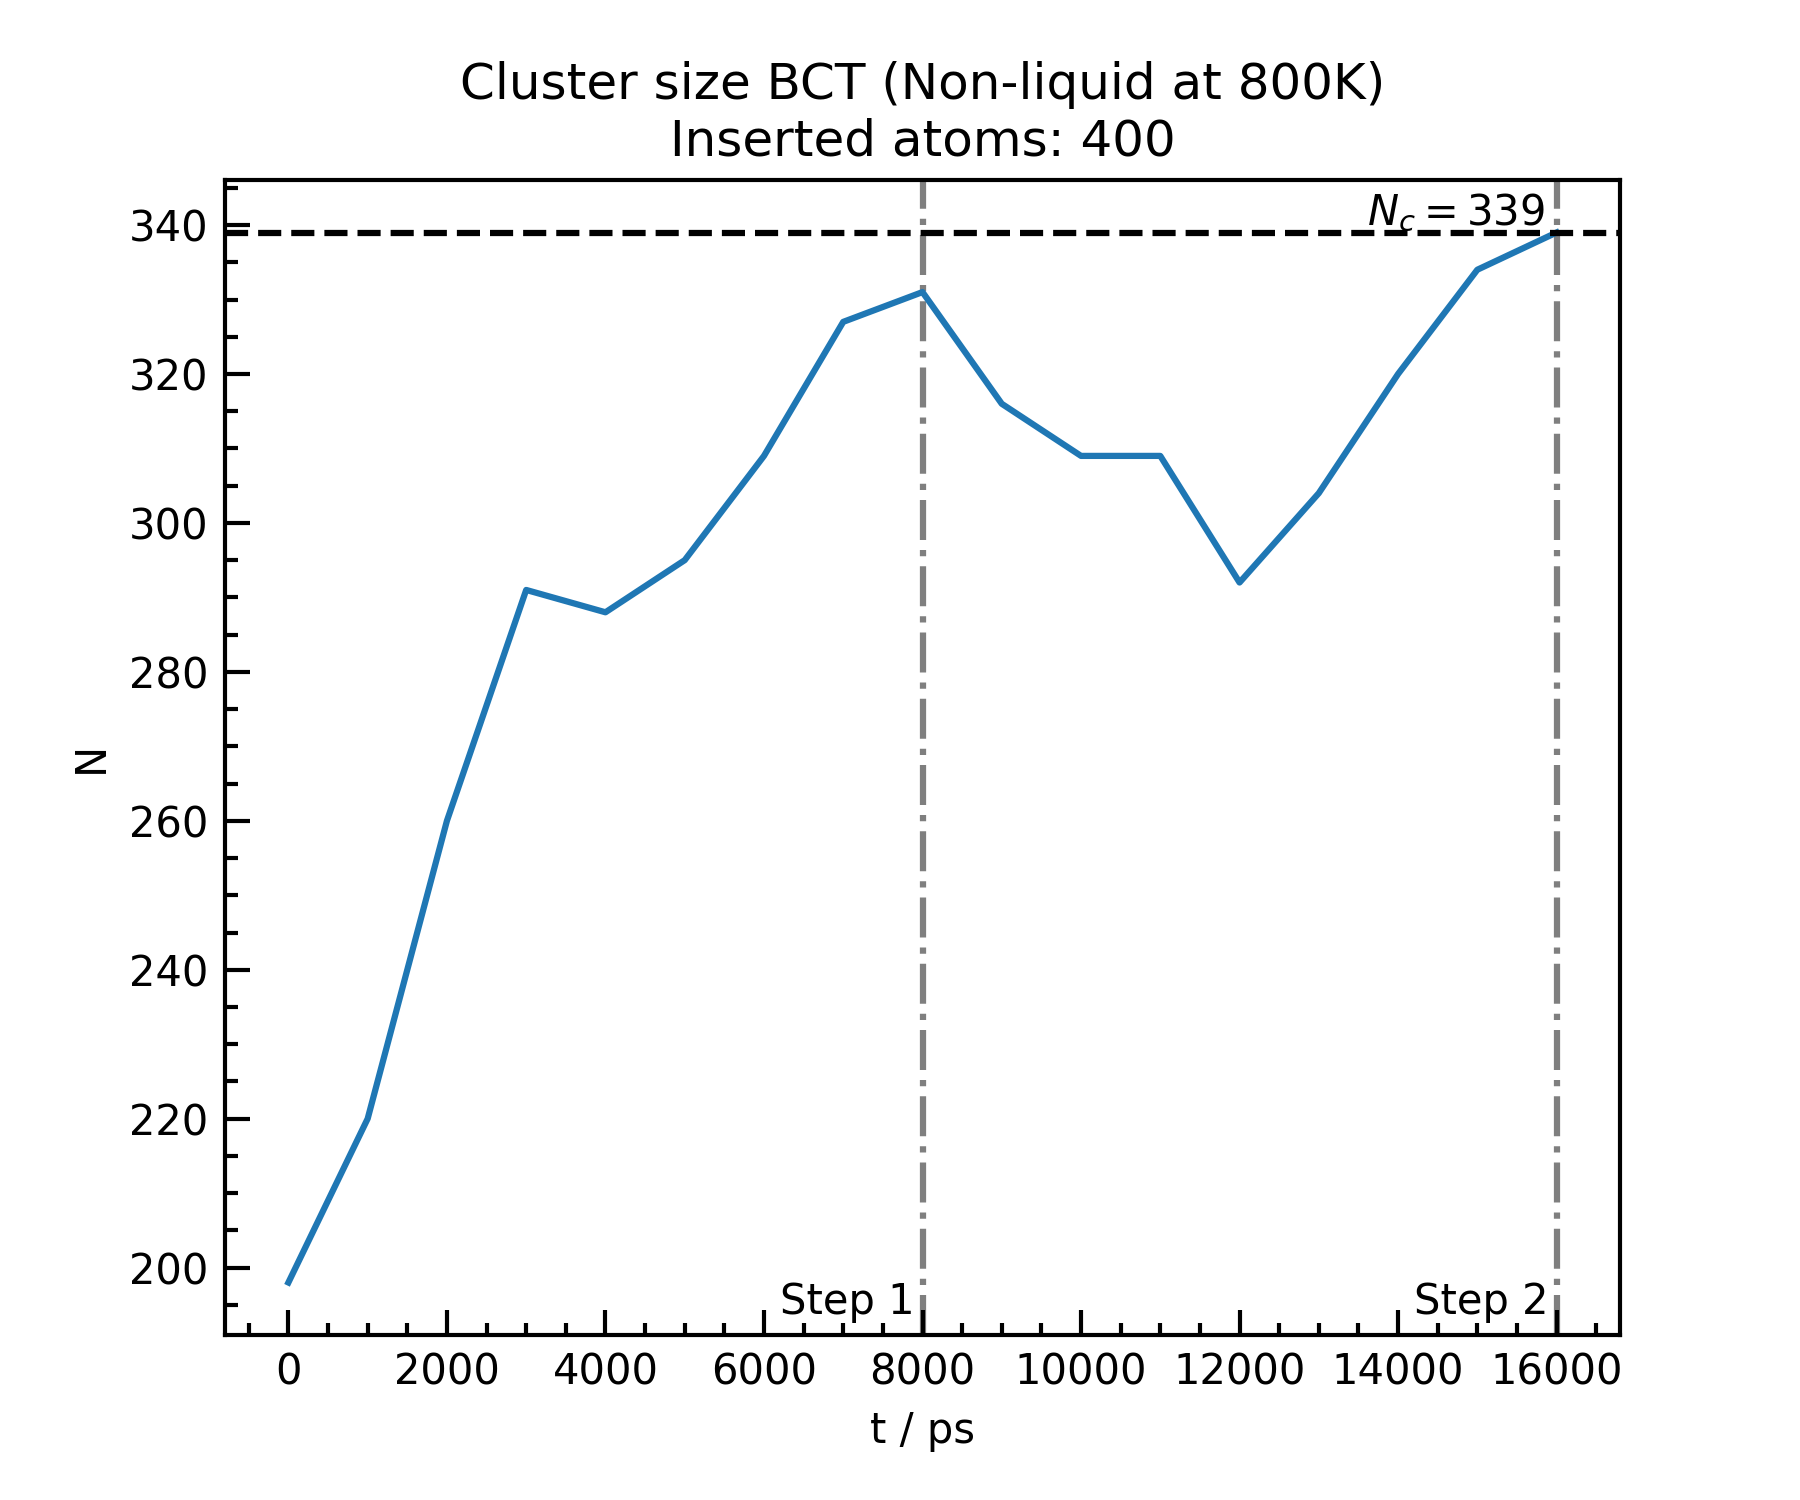 Cluster size BCT (Non-liquid at 800K)
Inserted atoms: 400
N_c = 339
340
320
300
280
260
240
220
200
N
Step 1
Step 2
0 2000 4000 6000 8000 10000 12000 14000 16000
t / ps